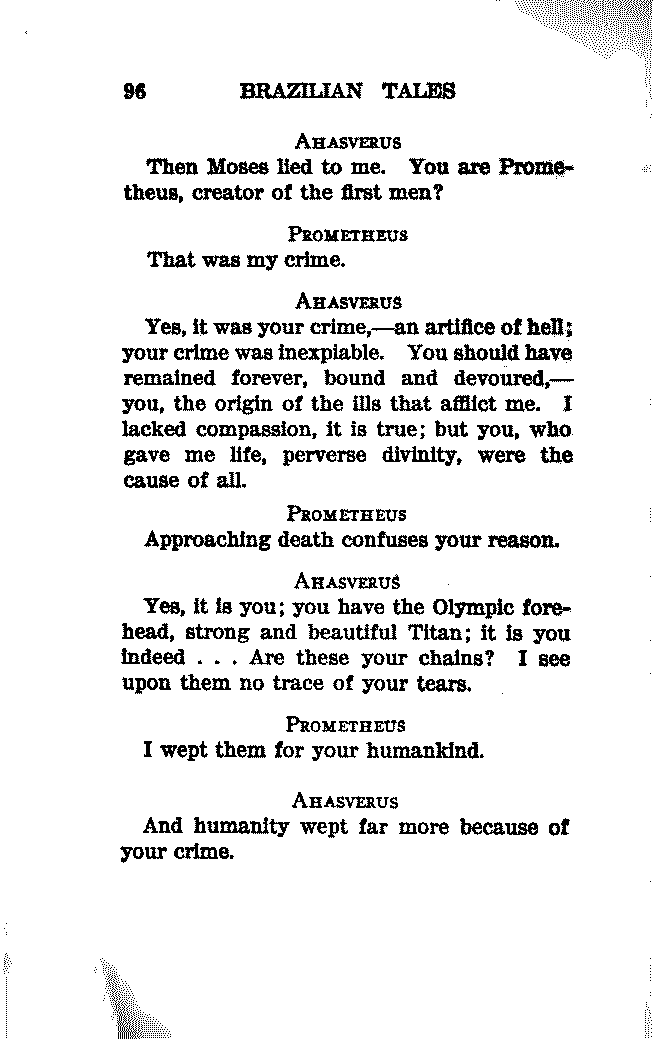 96 BRAZILIAN TALES
AHASVERUS
Then Moses lied to me. You are Prome-
theus, creator of the first men?
PROMETHEUS
That was my crime.
AHASVERUS
Yes, it was your crime,—an artifice of hell;
your crime was inexpiable. You should have
remained forever, bound and devoured,—
you, the origin of the ills that afflict me. I
lacked compassion, it is true; but you, who
gave me life, perverse divinity, were the
cause of all.
PROMETHEUS
Approaching death confuses your reason.
AHASVERUS
Yes, it is you; you have the Olympic fore-
head, strong and beautiful Titan; it is you
indeed . . . Are these your chains? I see
upon them no trace of your tears.
PROMETHEUS
I wept them for your humankind.
AHASVERUS
And humanity wept far more because of
your crime.